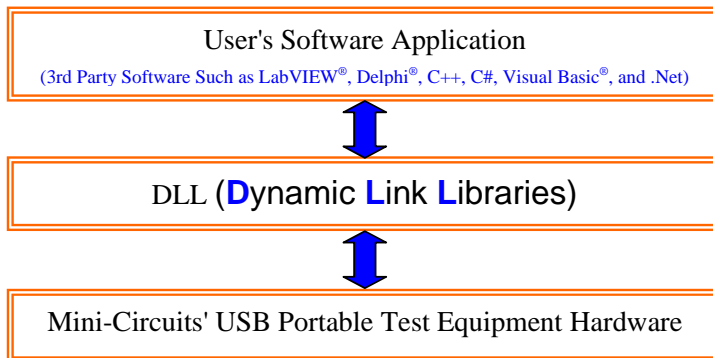 User's Software Application
(3rd Party Software Such as LabVIEW®, Delphi®, C++, C#, Visual Basic®, and .Net)
DLL (Dynamic Link Libraries)
Mini-Circuits' USB Portable Test Equipment Hardware